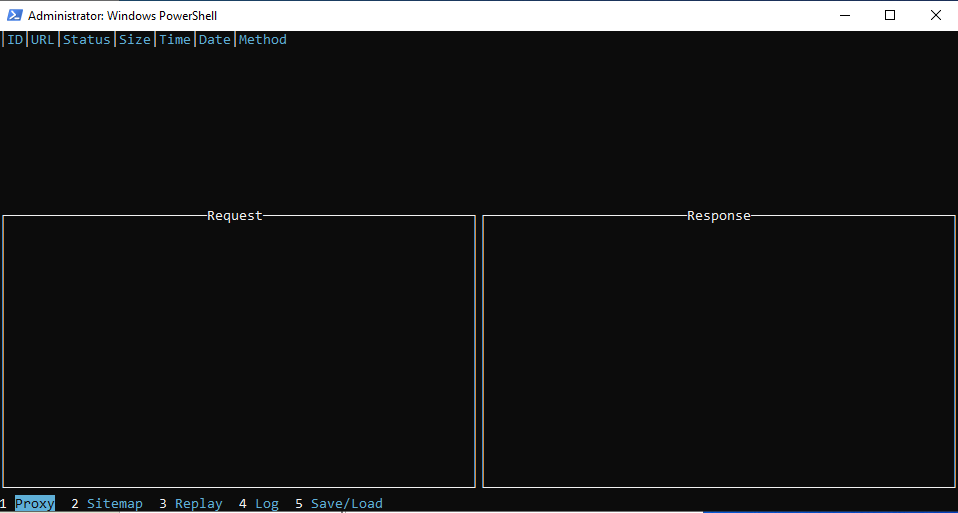 Administrator: Windows PowerShell
|ID|URL|Status|Size|Time|Date|Method
Request
Response
1 Proxy 2 Sitemap 3 Replay 4 Log 5 Save/Load